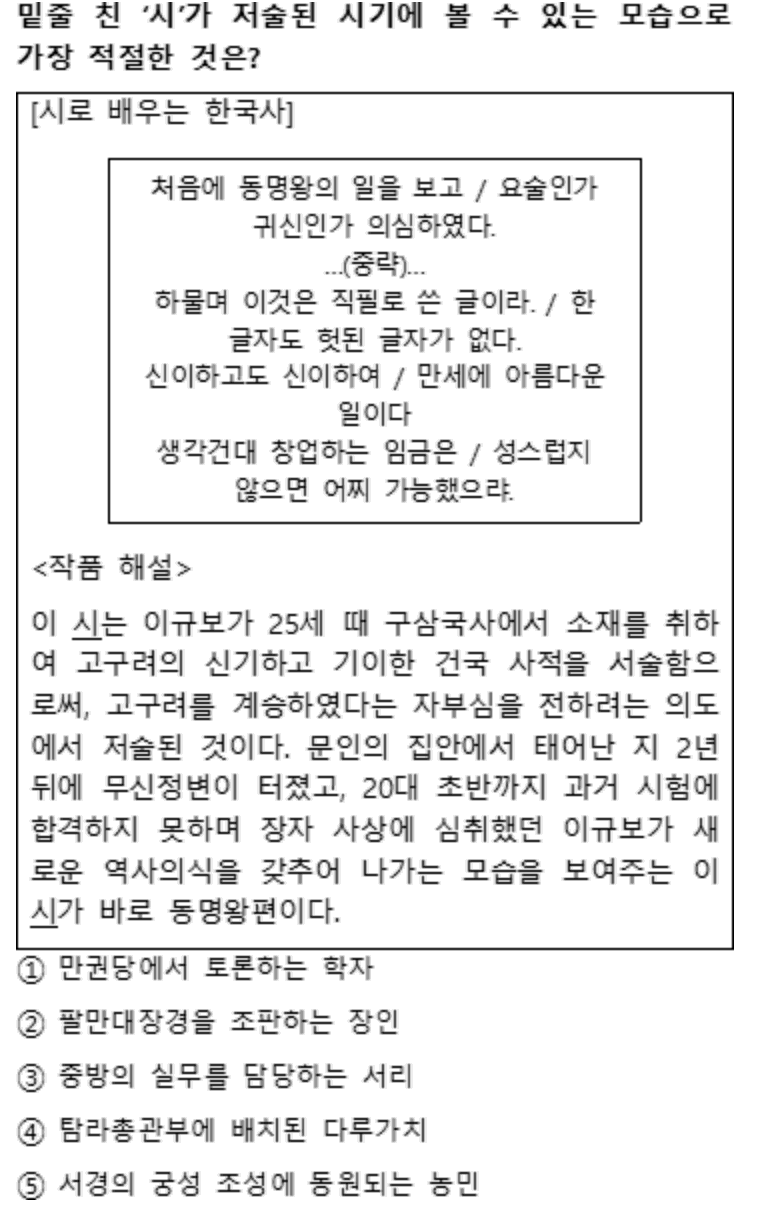 밑줄 친 '시'가 저술된 시기에 볼 수 있는 모습으로
가장 적절한 것은?
[시로 배우는 한국사]
처음에 동명왕의 일을 보고 / 요술인가
귀신인가 의심하였다.
...(중략)...
하물며 이것은 직필로 쓴 글이라. / 한
글자도 헛된 글자가 없다.
신이하고도 신이하여 / 만세에 아름다운
일이다
생각건대 창업하는 임금은 / 성스럽지
않으면 어찌 가능했으랴.
<작품 해설>
이 시는 이규보가 25세 때 구삼국사에서 소재를 취하
여 고구려의 신기하고 기이한 건국 사적을 서술함으
로써, 고구려를 계승하였다는 자부심을 전하려는 의도
에서 저술된 것이다. 문인의 집안에서 태어난 지 2년
뒤에 무신정변이 터졌고, 20대 초반까지 과거 시험에
합격하지 못하며 장자 사상에 심취했던 이규보가 새
로운 역사의식을 갖추어 나가는 모습을 보여주는 이
시가 바로 동명왕편이다.
① 만권당에서 토론하는 학자
② 팔만대장경을 조판하는 장인
③ 중방의 실무를 담당하는 서리
④ 탐라총관부에 배치된 다루가치
⑤ 서경의 궁성 조성에 동원되는 농민